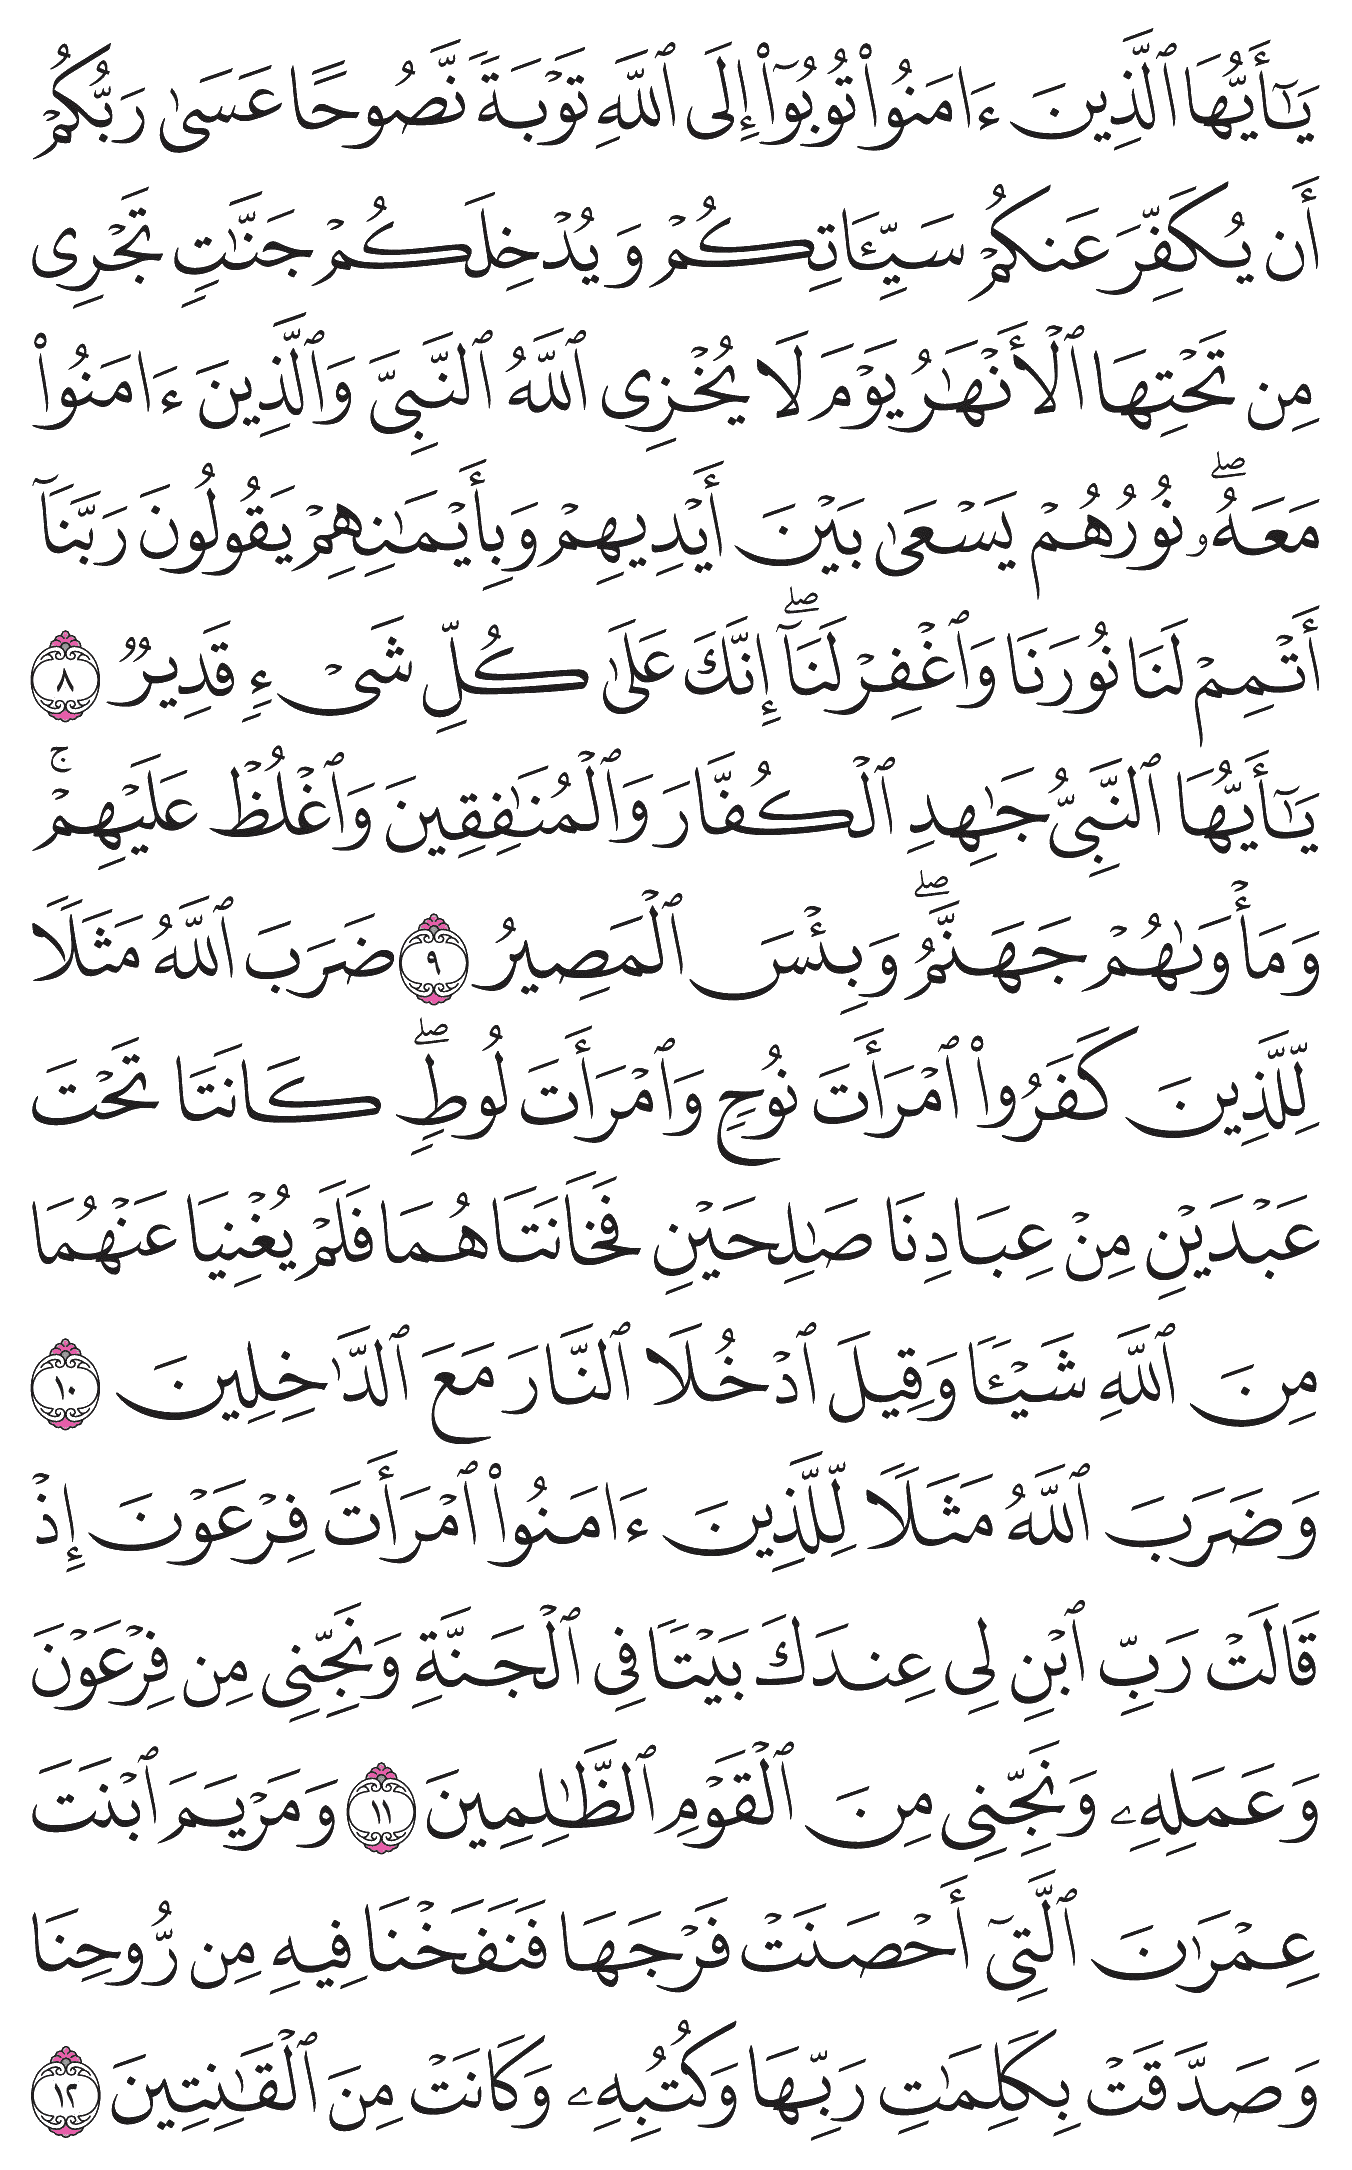 يَـٰٓأَيُّهَا ٱلَّذِينَ ءَامَنُوا۟ تُوبُوٓا۟ إِلَى ٱللَّهِ تَوْبَةً نَّصُوحًا عَسَىٰ رَبُّكُمْ
أَن يُكَفِّرَ عَنكُمْ سَيِّـَٔاتِكُمْ وَيُدْخِلَكُمْ جَنَّـٰتٍ تَجْرِى
مِن تَحْتِهَا ٱلْأَنْهَـٰرُ يَوْمَ لَا يُخْزِى ٱللَّهُ ٱلنَّبِىَّ وَٱلَّذِينَ ءَامَنُوا۟
مَعَهُۥ ۖ نُورُهُمْ يَسْعَىٰ بَيْنَ أَيْدِيهِمْ وَبِأَيْمَـٰنِهِمْ يَقُولُونَ رَبَّنَآ
أَتْمِمْ لَنَا نُورَنَا وَٱغْفِرْ لَنَآ ۖ إِنَّكَ عَلَىٰ كُلِّ شَىْءٍ قَدِيرٌ ٨
يَـٰٓأَيُّهَا ٱلنَّبِىُّ جَـٰهِدِ ٱلْكُفَّارَ وَٱلْمُنَـٰفِقِينَ وَٱغْلُظْ عَلَيْهِمْ ۚ
وَمَأْوَىٰهُمْ جَهَنَّمُ ۖ وَبِئْسَ ٱلْمَصِيرُ ٩ ضَرَبَ ٱللَّهُ مَثَلًا
لِّلَّذِينَ كَفَرُوا۟ ٱمْرَأَتَ نُوحٍ وَٱمْرَأَتَ لُوطٍ ۖ كَانَتَا تَحْتَ
عَبْدَيْنِ مِنْ عِبَادِنَا صَـٰلِحَيْنِ فَخَانَتَاهُمَا فَلَمْ يُغْنِيَا عَنْهُمَا
مِنَ ٱللَّهِ شَيْـًٔا وَقِيلَ ٱدْخُلَا ٱلنَّارَ مَعَ ٱلدَّٰخِلِينَ ١٠
وَضَرَبَ ٱللَّهُ مَثَلًا لِّلَّذِينَ ءَامَنُوا۟ ٱمْرَأَتَ فِرْعَوْنَ إِذْ
قَالَتْ رَبِّ ٱبْنِ لِى عِندَكَ بَيْتًا فِى ٱلْجَنَّةِ وَنَجِّنِى مِن فِرْعَوْنَ
وَعَمَلِهِۦ وَنَجِّنِى مِنَ ٱلْقَوْمِ ٱلظَّـٰلِمِينَ ١١ وَمَرْيَمَ ٱبْنَتَ
عِمْرَٰنَ ٱلَّتِىٓ أَحْصَنَتْ فَرْجَهَا فَنَفَخْنَا فِيهِ مِن رُّوحِنَا
وَصَدَّقَتْ بِكَلِمَـٰتِ رَبِّهَا وَكُتُبِهِۦ وَكَانَتْ مِنَ ٱلْقَـٰنِتِينَ ١٢